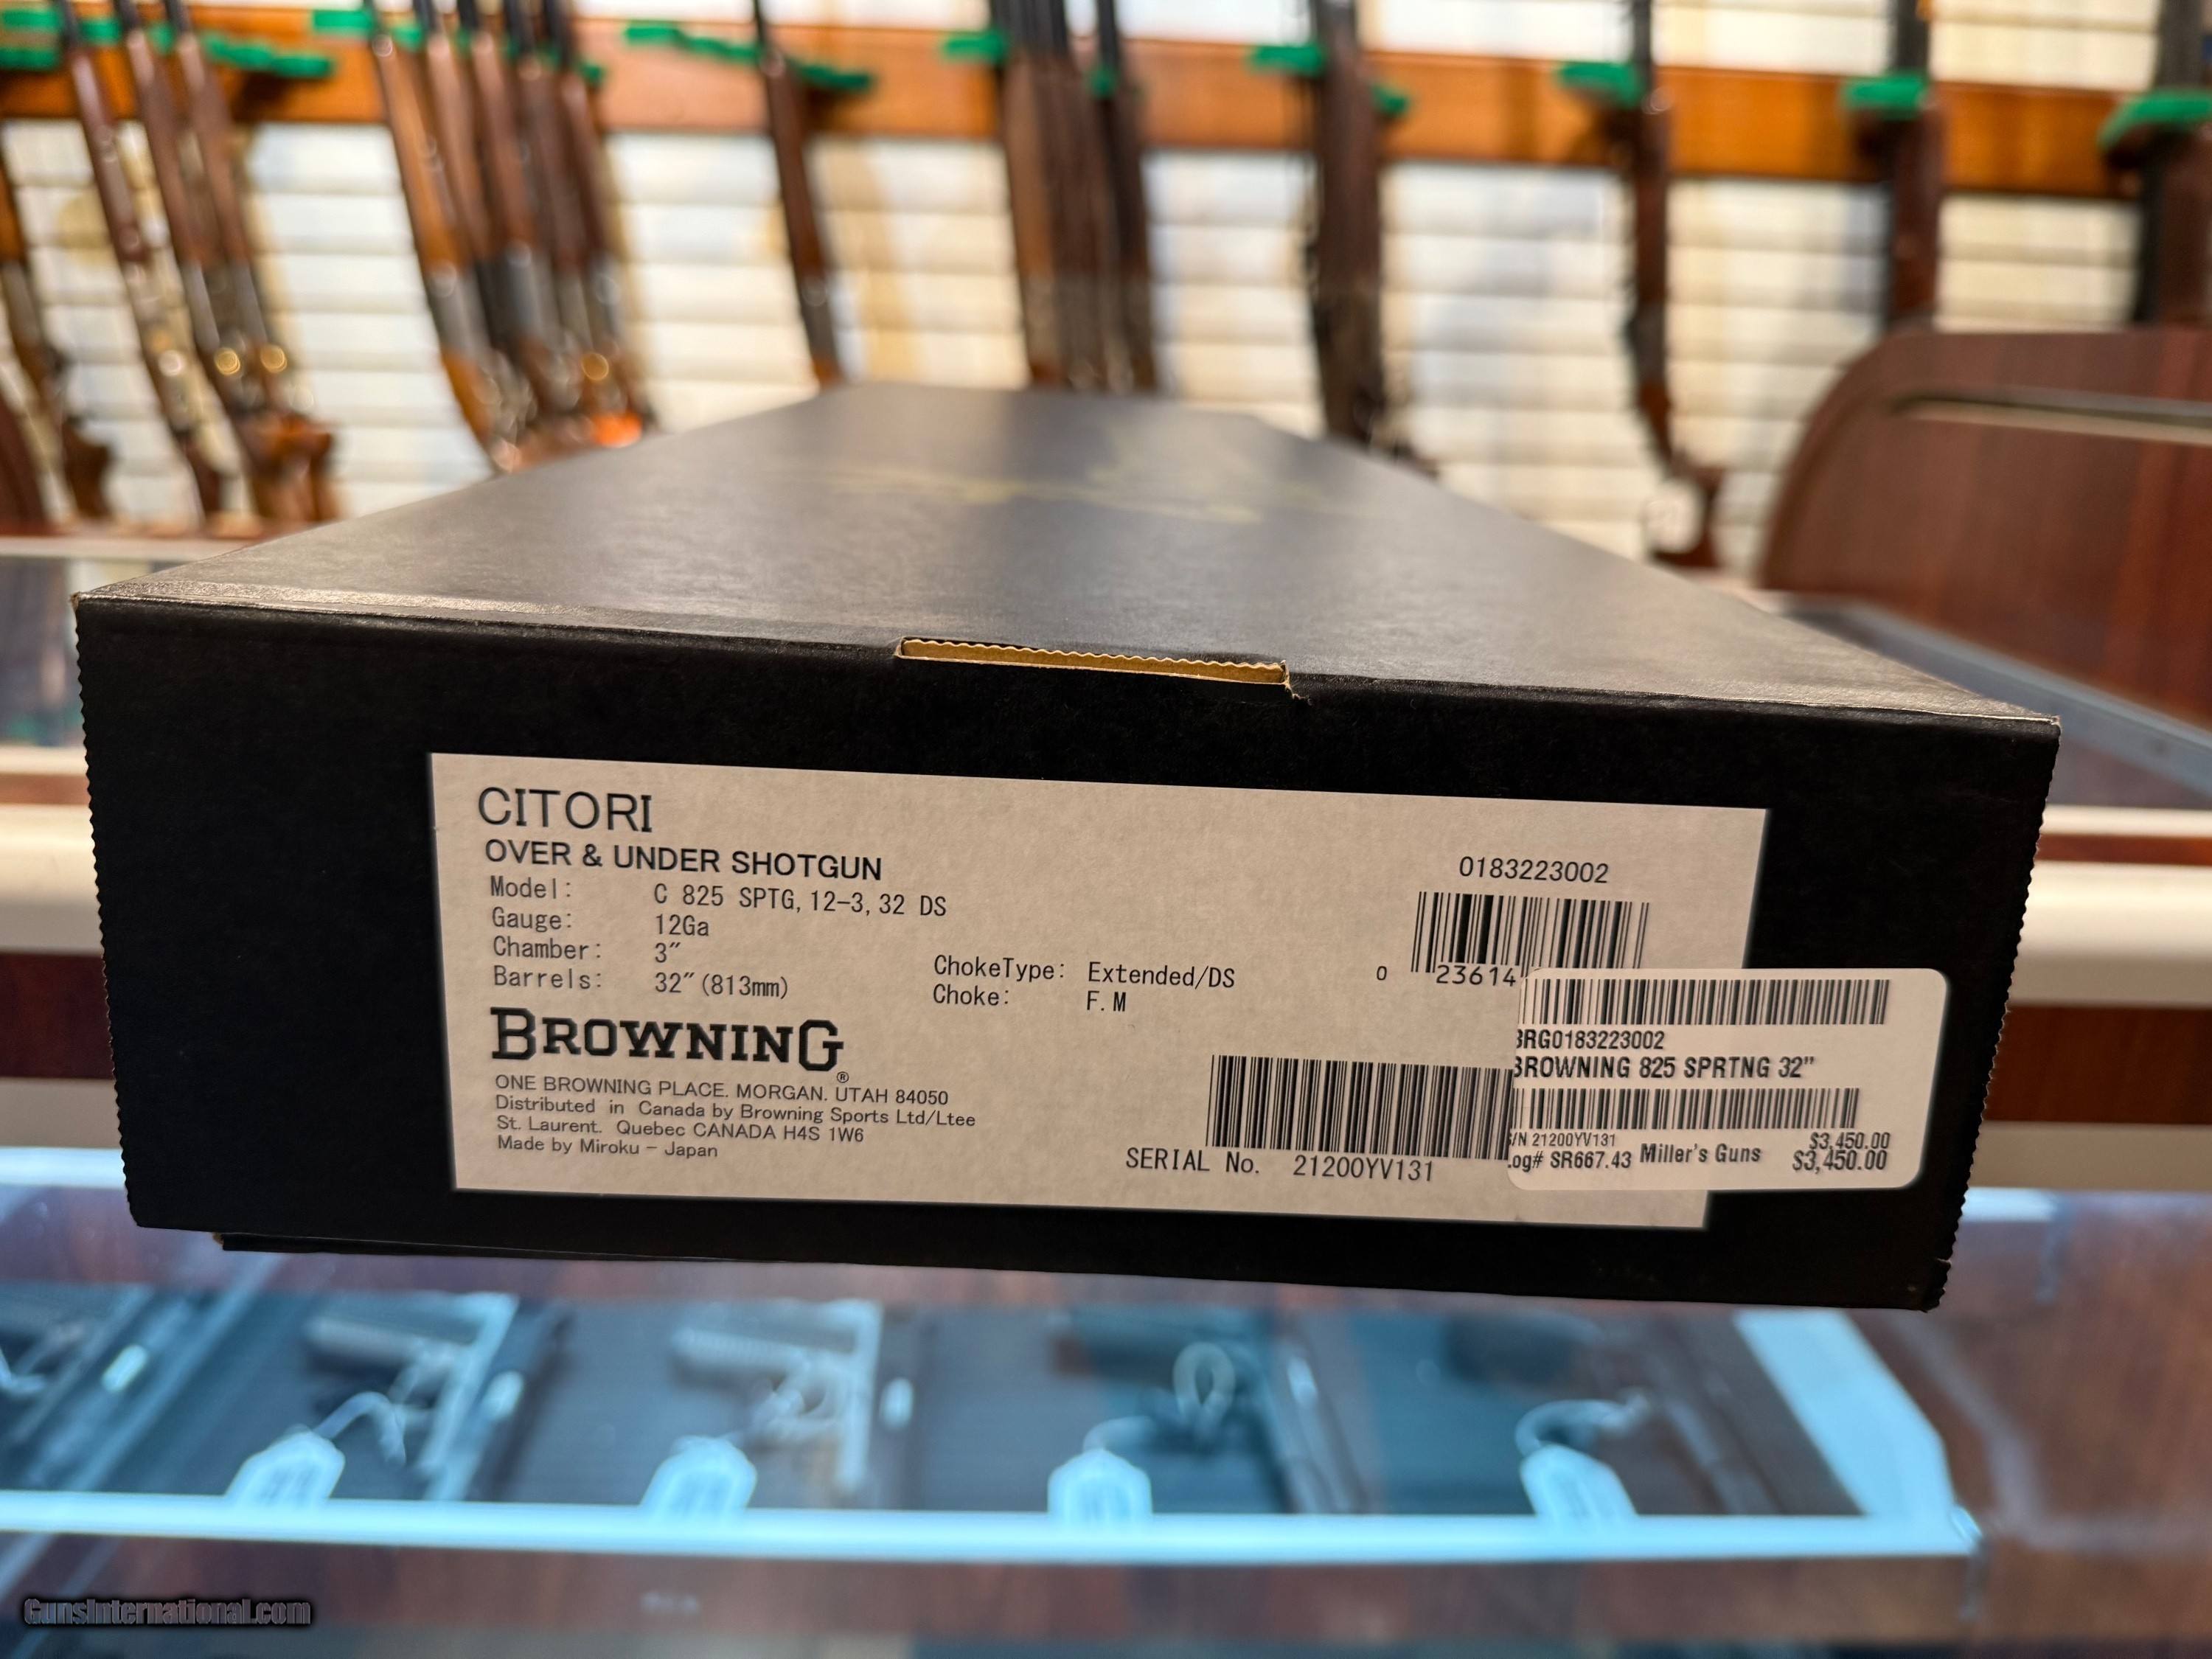 CITORI
OVER & UNDER SHOTGUN
Model: C 825 SPTG, 12-3, 32 DS
Gauge: 12Ga
Chamber: 3"
Barrels: 32" (813mm)
ChokeType: Extended/DS
Choke: F.M
BROWNING®
ONE BROWNING PLACE. MORGAN. UTAH 84050
Distributed in Canada by Browning Sports Ltd/Ltee
St. Laurent. Quebec CANADA H4S 1W6
Made by Miroku - Japan
0183223002
0 23614
SERIAL No. 21200YV131
BRG0183223002
BROWNING 825 SPRTNG 32"
S/N 21200YV131 $3,450.00
Log# SR667.43 Miller's Guns $3,450.00
GunsInternational.com